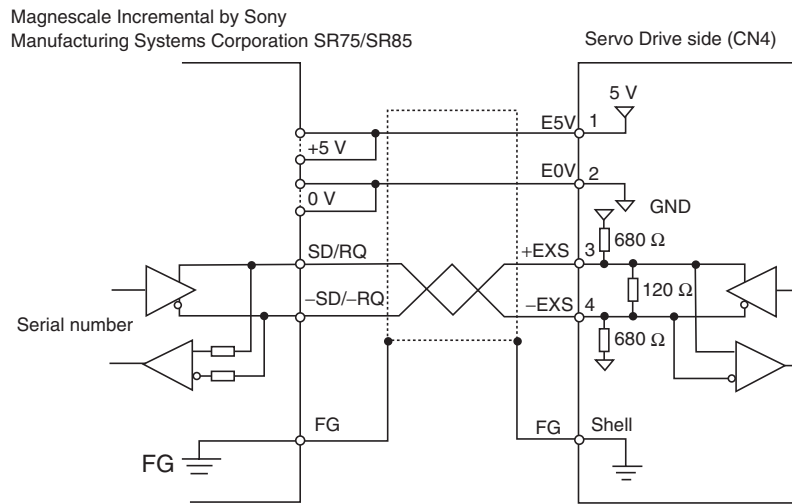 Magnescale Incremental by Sony
Manufacturing Systems Corporation SR75/SR85
Servo Drive side (CN4)
5 V
E5V 1
+5 V
E0V 2
0 V
GND
680 Ω
SD/RQ
+EXS 3
120 Ω
–SD/–RQ
–EXS 4
Serial number
680 Ω
FG
FG Shell
FG